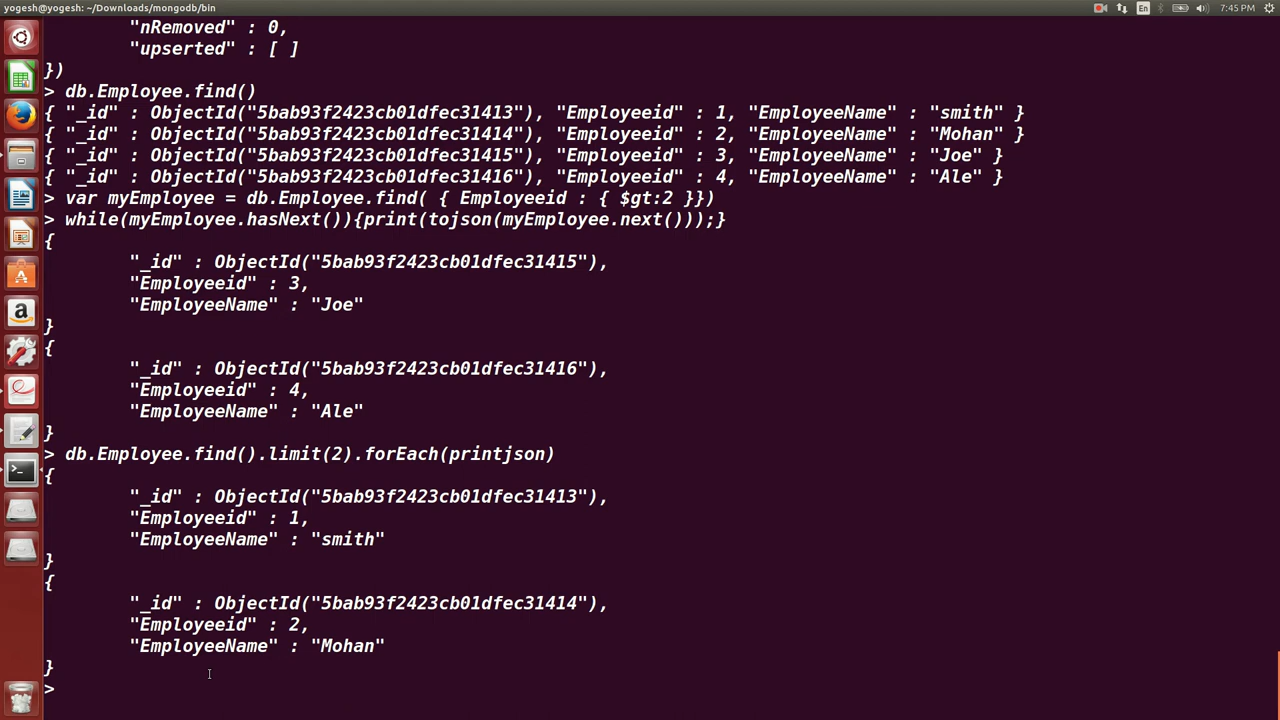 yogesh@yogesh: ~/Downloads/mongodb/bin
En
7:45 PM
"nRemoved" : 0,
"upserted" : [ ]
})
> db.Employee.find()
{ "_id" : ObjectId("5bab93f2423cb01dfec31413"), "Employeeid" : 1, "EmployeeName" : "smith" }
{ "_id" : ObjectId("5bab93f2423cb01dfec31414"), "Employeeid" : 2, "EmployeeName" : "Mohan" }
{ "_id" : ObjectId("5bab93f2423cb01dfec31415"), "Employeeid" : 3, "EmployeeName" : "Joe" }
{ "_id" : ObjectId("5bab93f2423cb01dfec31416"), "Employeeid" : 4, "EmployeeName" : "Ale" }
> var myEmployee = db.Employee.find( { Employeeid : { $gt:2 }})
> while(myEmployee.hasNext()){print(tojson(myEmployee.next()));}
{
"_id" : ObjectId("5bab93f2423cb01dfec31415"),
"Employeeid" : 3,
"EmployeeName" : "Joe"
}
{
"_id" : ObjectId("5bab93f2423cb01dfec31416"),
"Employeeid" : 4,
"EmployeeName" : "Ale"
}
> db.Employee.find().limit(2).forEach(printjson)
{
"_id" : ObjectId("5bab93f2423cb01dfec31413"),
"Employeeid" : 1,
"EmployeeName" : "smith"
}
{
"_id" : ObjectId("5bab93f2423cb01dfec31414"),
"Employeeid" : 2,
"EmployeeName" : "Mohan"
}
>